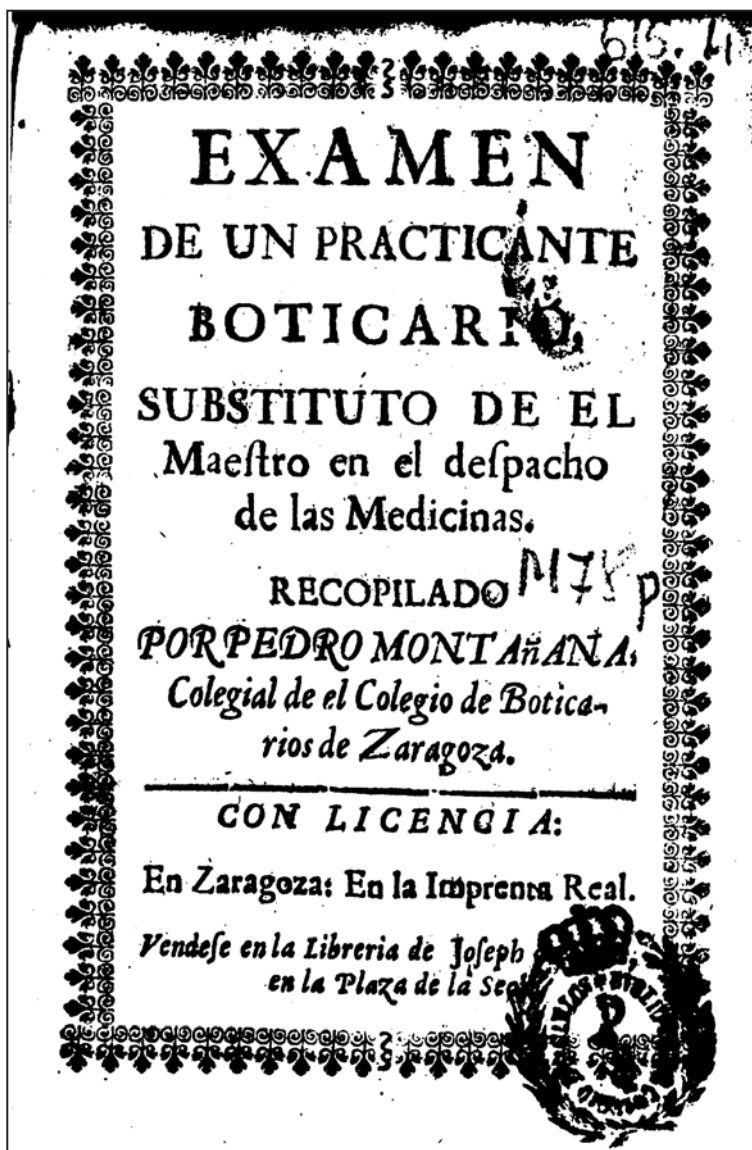 615.4
EXAMEN
DE UN PRACTICANTE
BOTICARIO,
SUBSTITUTO DE EL
Maeſtro en el deſpacho
de las Medicinas.
RECOPILADO
M75p
POR PEDRO MONTAñANA,
Colegial de el Colegio de Botica-
rios de Zaragoza.
CON LICENCIA:
En Zaragoza: En la Imprenta Real.
Vendeſe en la Libreria de Joſeph
en la Plaza de la Seo